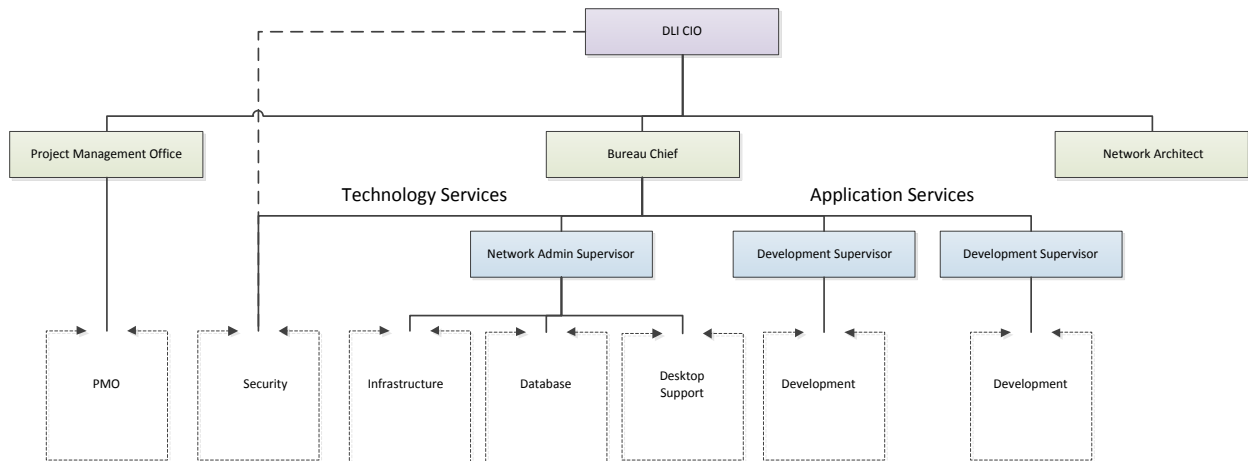 DLI CIO
Project Management Office
Bureau Chief
Network Architect
Technology Services
Application Services
Network Admin Supervisor
Development Supervisor
Development Supervisor
PMO
Security
Infrastructure
Database
Desktop
Support
Development
Development